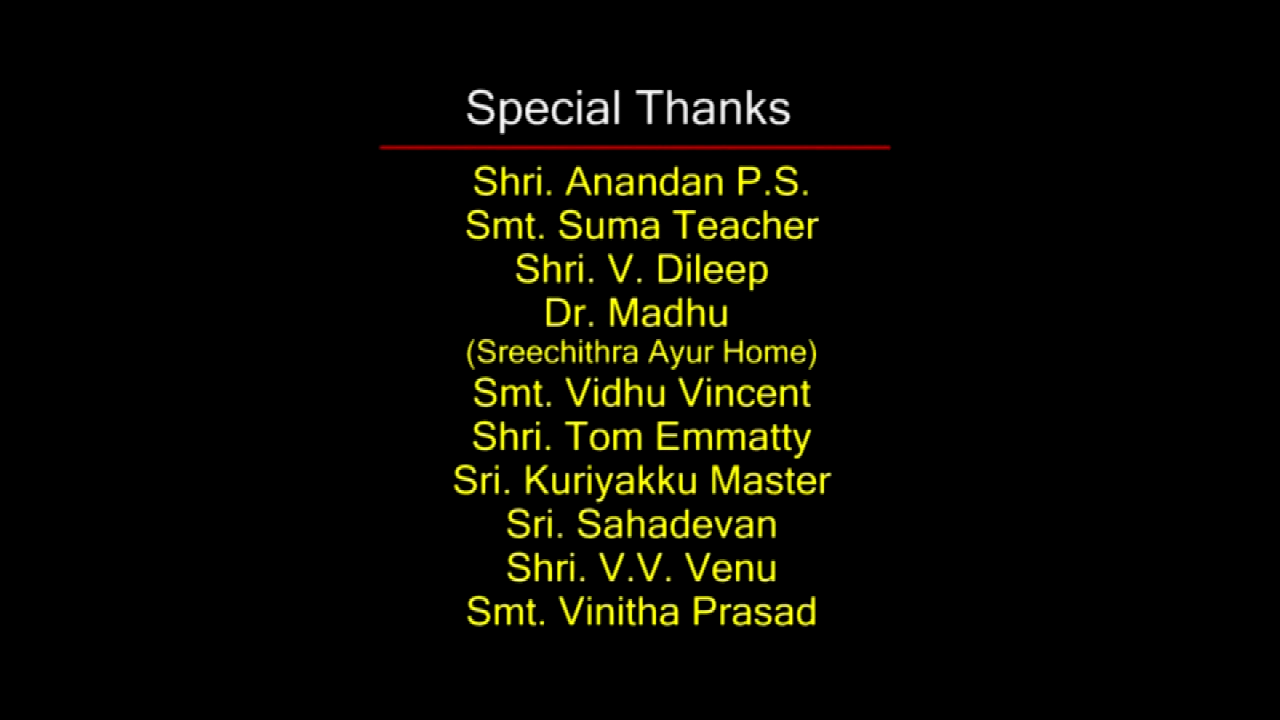 Special Thanks
Shri. Anandan P.S.
Smt. Suma Teacher
Shri. V. Dileep
Dr. Madhu
(Sreechithra Ayur Home)
Smt. Vidhu Vincent
Shri. Tom Emmatty
Sri. Kuriyakku Master
Sri. Sahadevan
Shri. V.V. Venu
Smt. Vinitha Prasad